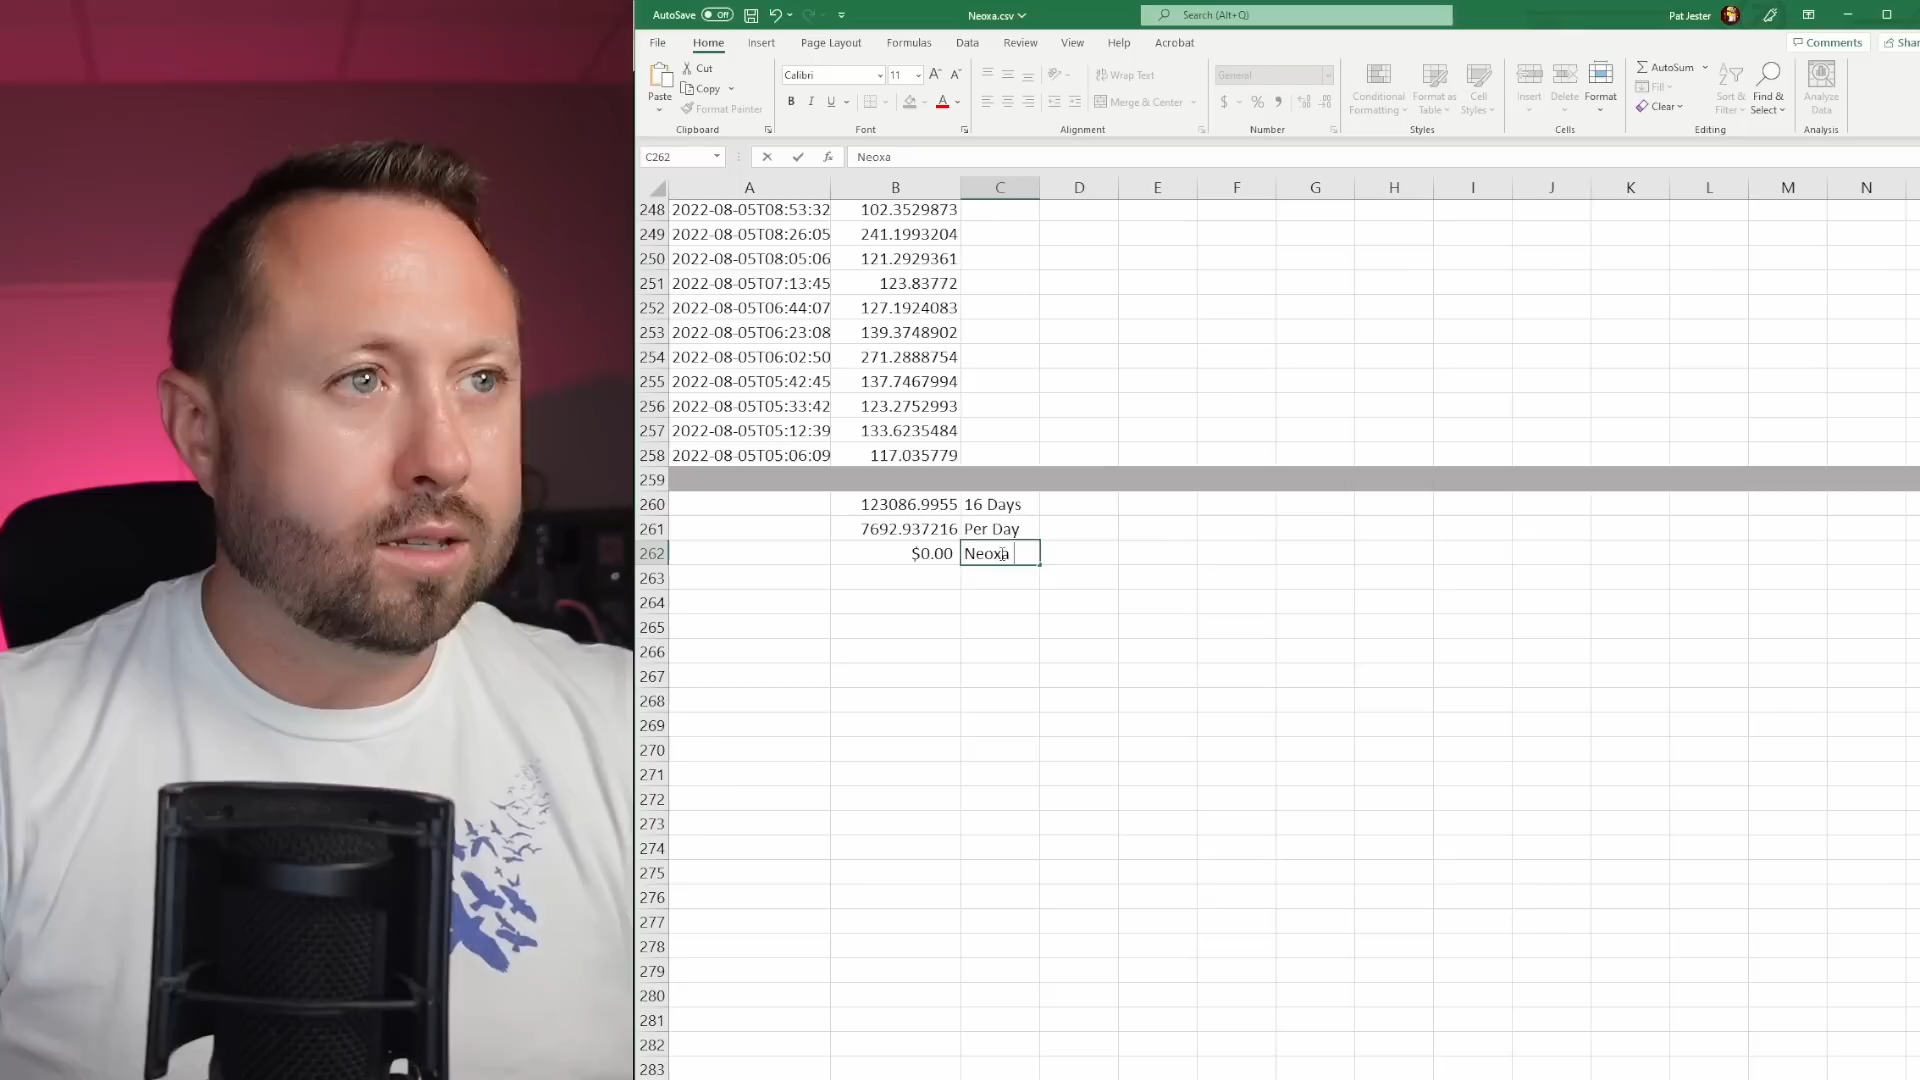 AutoSave Off Neoxa.csv Search (Alt+Q) Pat Jester
File Home Insert Page Layout Formulas Data Review View Help Acrobat Comments Shar
Paste Cut Copy Format Painter Clipboard
Calibri 11 A A B I U A Font
Wrap Text Merge & Center Alignment
General $ % Number
Conditional Formatting Format as Table Cell Styles Styles
Insert Delete Format Cells
AutoSum Fill Clear Sort & Filter Find & Select Editing
Analyze Data Analysis
C262 fx Neoxa
A B C D E F G H I J K L M N
248 2022-08-05T08:53:32 102.3529873
249 2022-08-05T08:26:05 241.1993204
250 2022-08-05T08:05:06 121.2929361
251 2022-08-05T07:13:45 123.83772
252 2022-08-05T06:44:07 127.1924083
253 2022-08-05T06:23:08 139.3748902
254 2022-08-05T06:02:50 271.2888754
255 2022-08-05T05:42:45 137.7467994
256 2022-08-05T05:33:42 123.2752993
257 2022-08-05T05:12:39 133.6235484
258 2022-08-05T05:06:09 117.035779
259
260 123086.9955 16 Days
261 7692.937216 Per Day
262 $0.00 Neoxa
263
264
265
266
267
268
269
270
271
272
273
274
275
276
277
278
279
280
281
282
283